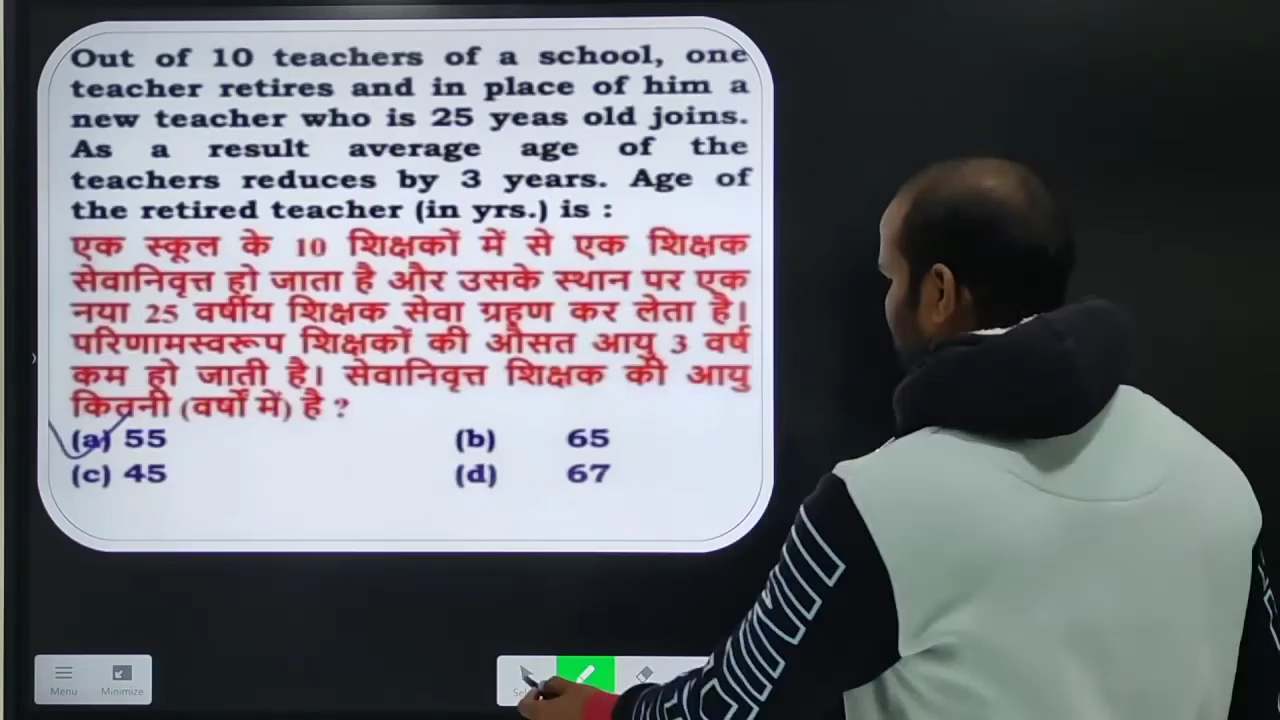 Out of 10 teachers of a school, one
teacher retires and in place of him a
new teacher who is 25 yeas old joins.
As a result average age of the
teachers reduces by 3 years. Age of
the retired teacher (in yrs.) is :
एक स्कूल के 10 शिक्षकों में से एक शिक्षक
सेवानिवृत्त हो जाता है और उसके स्थान पर एक
नया 25 वर्षीय शिक्षक सेवा ग्रहण कर लेता है।
परिणामस्वरूप शिक्षकों की औसत आयु 3 वर्ष
कम हो जाती है। सेवानिवृत्त शिक्षक की आयु
कितनी (वर्षों में) है ?
(a) 55 (b) 65
(c) 45 (d) 67
Menu Minimize